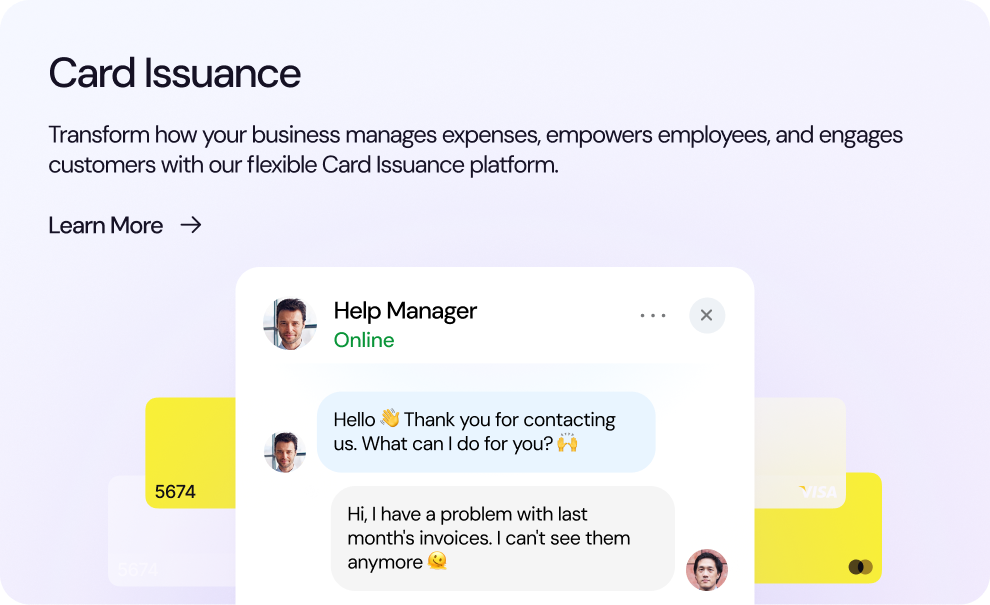 Card Issuance
Transform how your business manages expenses, empowers employees, and engages
customers with our flexible Card Issuance platform.
Learn More →
Help Manager
Online
Hello 👋 Thank you for contacting
us. What can I do for you? 🙌
5674
VISA
Hi, I have a problem with last
month's invoices. I can't see them
anymore 🫠
5674